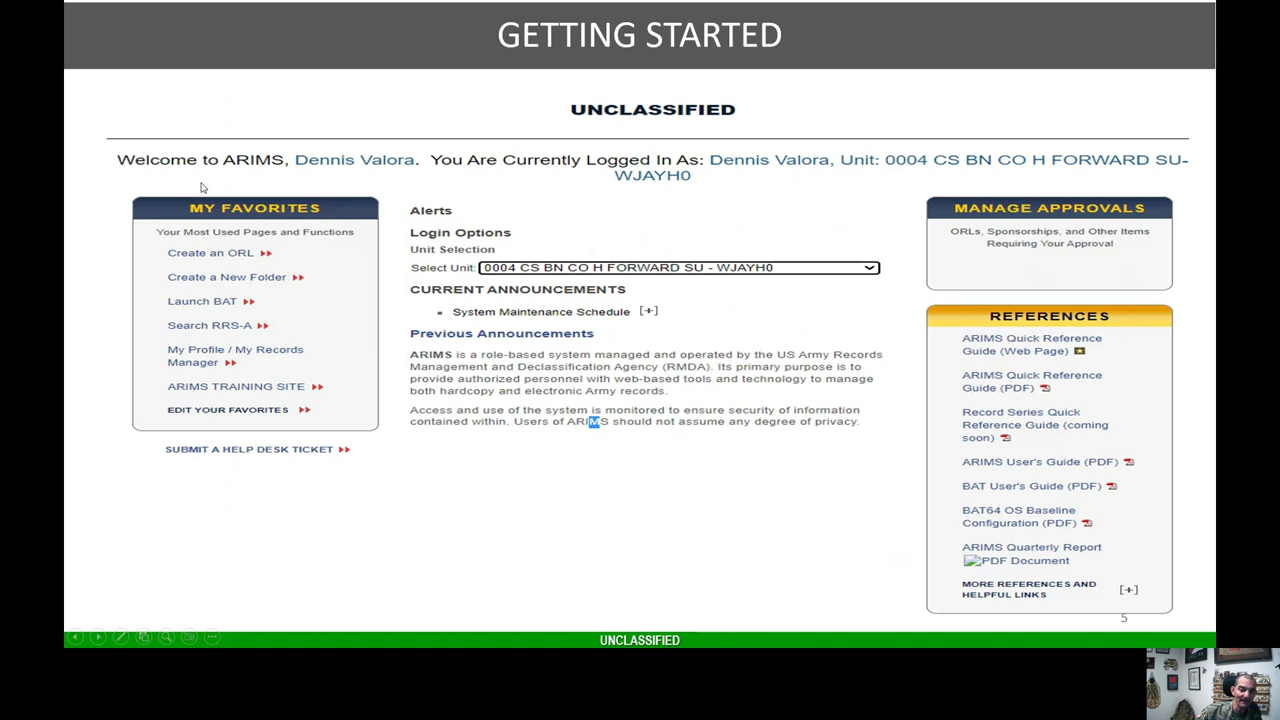 GETTING STARTED
UNCLASSIFIED
Welcome to ARIMS, Dennis Valora. You Are Currently Logged In As: Dennis Valora, Unit: 0004 CS BN CO H FORWARD SU-
WJAYH0
MY FAVORITES
Your Most Used Pages and Functions
Create an ORL
Create a New Folder
Launch BAT
Search RRS-A
My Profile / My Records
Manager
ARIMS TRAINING SITE
EDIT YOUR FAVORITES
SUBMIT A HELP DESK TICKET
Alerts
Login Options
Unit Selection
Select Unit: 0004 CS BN CO H FORWARD SU - WJAYH0
CURRENT ANNOUNCEMENTS
System Maintenance Schedule [+]
Previous Announcements
ARIMS is a role-based system managed and operated by the US Army Records
Management and Declassification Agency (RMDA). Its primary purpose is to
provide authorized personnel with web-based tools and technology to manage
both hardcopy and electronic Army records.
Access and use of the system is monitored to ensure security of information
contained within. Users of ARIMS should not assume any degree of privacy.
MANAGE APPROVALS
ORLs, Sponsorships, and Other Items
Requiring Your Approval
REFERENCES
ARIMS Quick Reference
Guide (Web Page)
ARIMS Quick Reference
Guide (PDF)
Record Series Quick
Reference Guide (coming
soon)
ARIMS User's Guide (PDF)
BAT User's Guide (PDF)
BAT64 OS Baseline
Configuration (PDF)
ARIMS Quarterly Report
PDF Document
MORE REFERENCES AND
HELPFUL LINKS [+]
5
UNCLASSIFIED